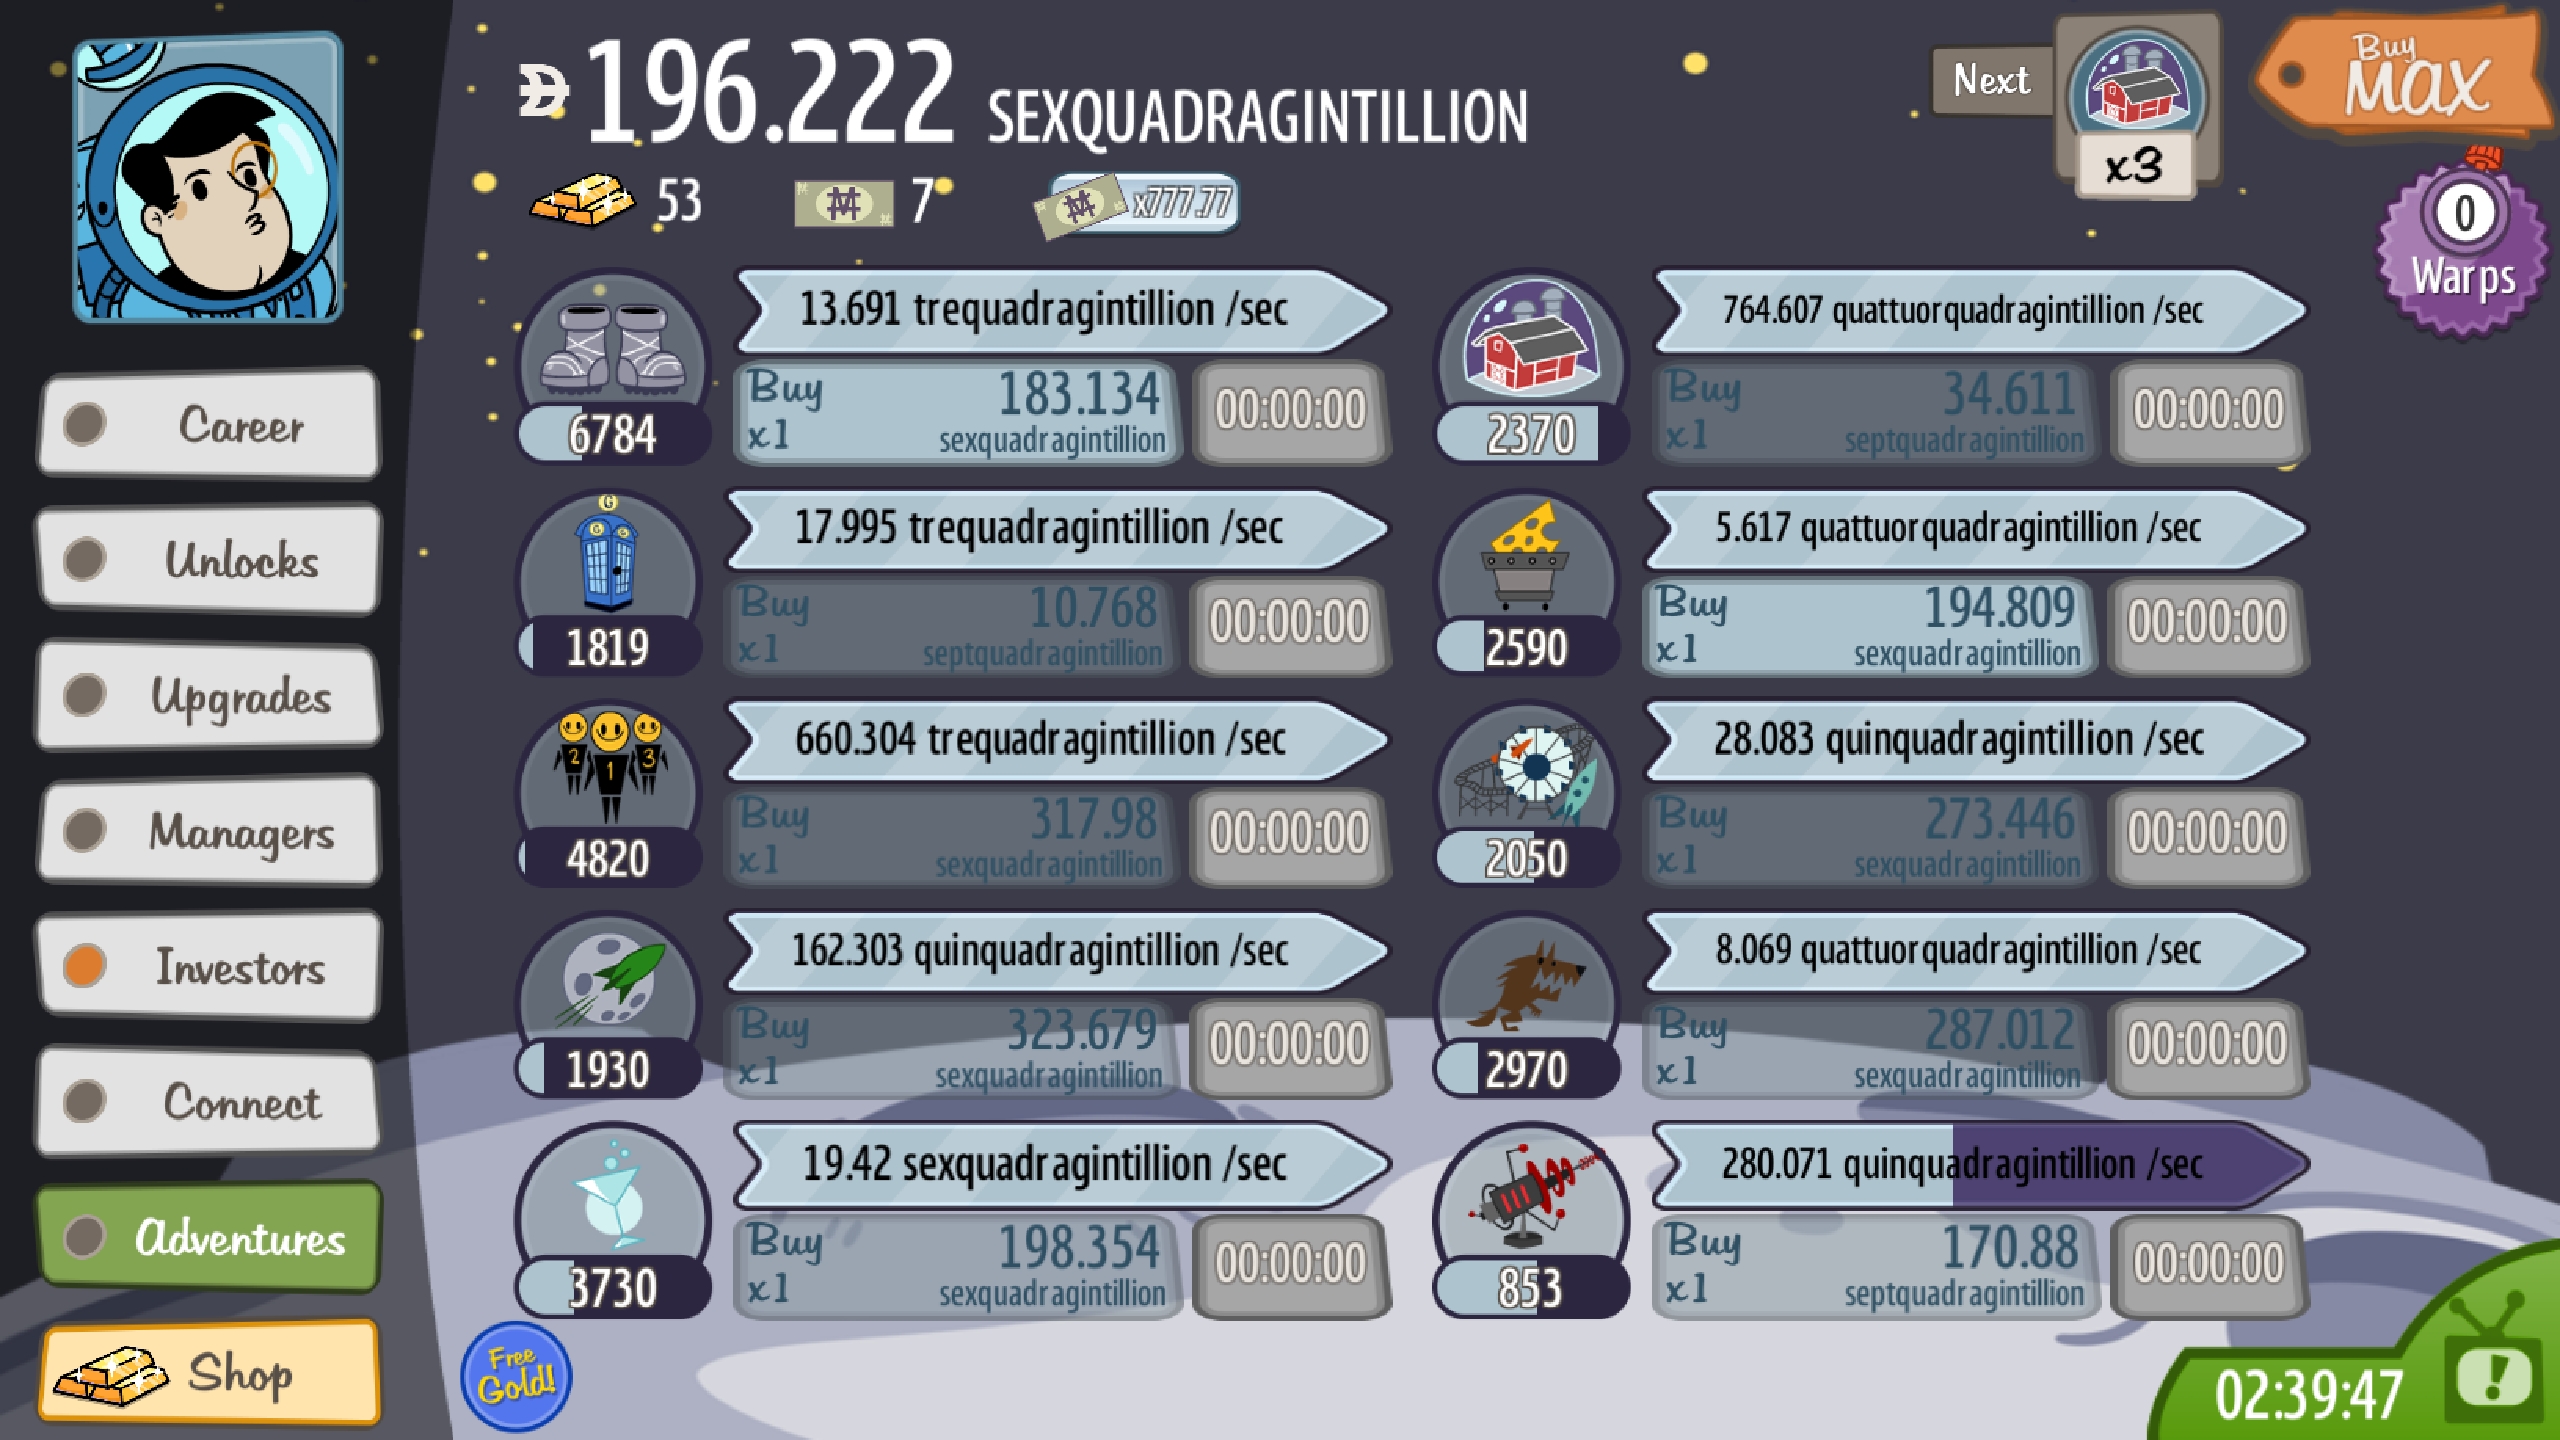 196.222 SEXQUADRAGINTILLION
Next
x3
Buy
MAX
53
7
x777.77
0
Warps
Career
Unlocks
Upgrades
Managers
Investors
Connect
Adventures
Shop
13.691 trequadragintillion /sec
Buy 183.134
x1 sexquadragintillion
00:00:00
6784
764.607 quattuorquadragintillion /sec
Buy 34.611
x1 septquadragintillion
00:00:00
2370
G
G G
17.995 trequadragintillion /sec
Buy 10.768
x1 septquadragintillion
00:00:00
1819
5.617 quattuorquadragintillion /sec
Buy 194.809
x1 sexquadragintillion
00:00:00
2590
2 1 3
660.304 trequadragintillion /sec
Buy 317.98
x1 sexquadragintillion
00:00:00
4820
28.083 quinquadragintillion /sec
Buy 273.446
x1 sexquadragintillion
00:00:00
2050
162.303 quinquadragintillion /sec
Buy 323.679
x1 sexquadragintillion
00:00:00
1930
8.069 quattuorquadragintillion /sec
Buy 287.012
x1 sexquadragintillion
00:00:00
2970
19.42 sexquadragintillion /sec
Buy 198.354
x1 sexquadragintillion
00:00:00
3730
280.071 quinquadragintillion /sec
Buy 170.88
x1 septquadragintillion
00:00:00
853
Free
Gold!
02:39:47
!